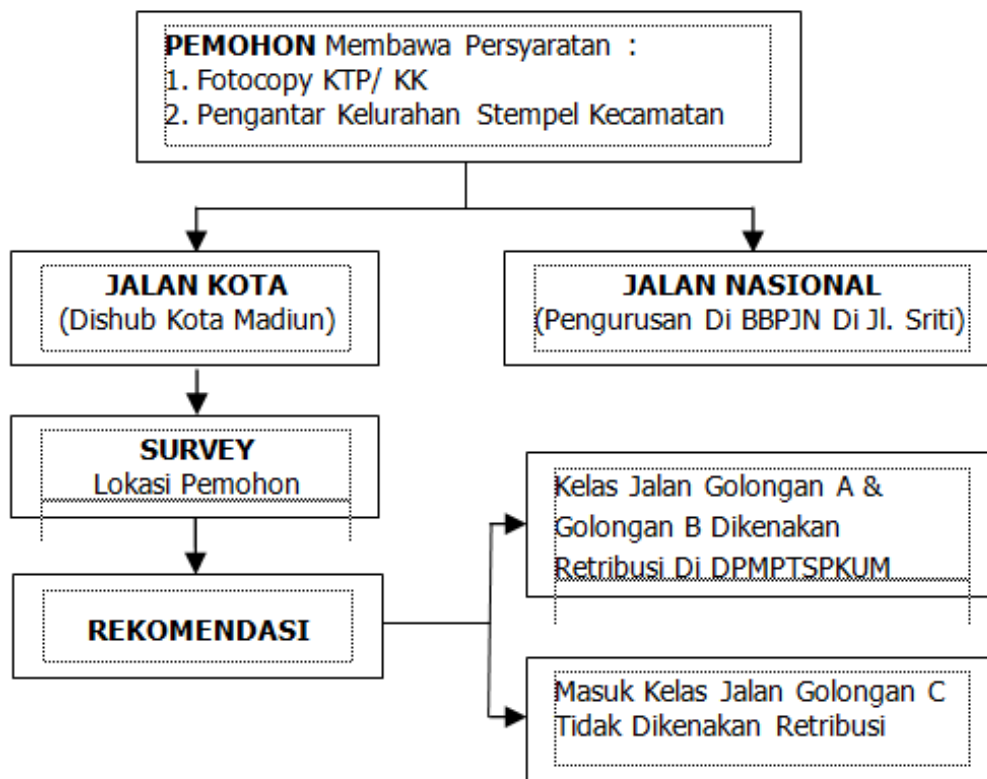 PEMOHON Membawa Persyaratan :
1. Fotocopy KTP/ KK
2. Pengantar Kelurahan Stempel Kecamatan
JALAN KOTA
(Dishub Kota Madiun)
JALAN NASIONAL
(Pengurusan Di BBPJN Di Jl. Sriti)
SURVEY
Lokasi Pemohon
REKOMENDASI
Kelas Jalan Golongan A &
Golongan B Dikenakan
Retribusi Di DPMPTSPKUM
Masuk Kelas Jalan Golongan C
Tidak Dikenakan Retribusi